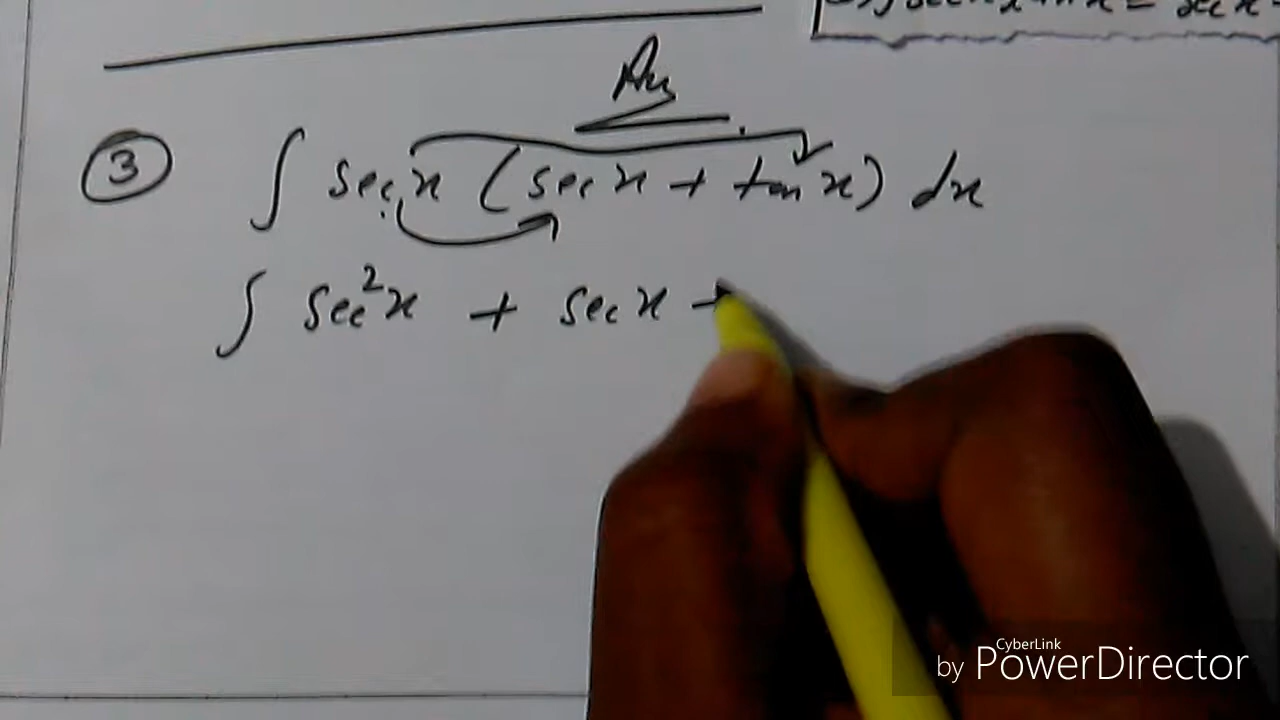 Ans
③ ∫ sec x (sec x + tan x) dx
∫ sec²x + sec x
CyberLink
by PowerDirector